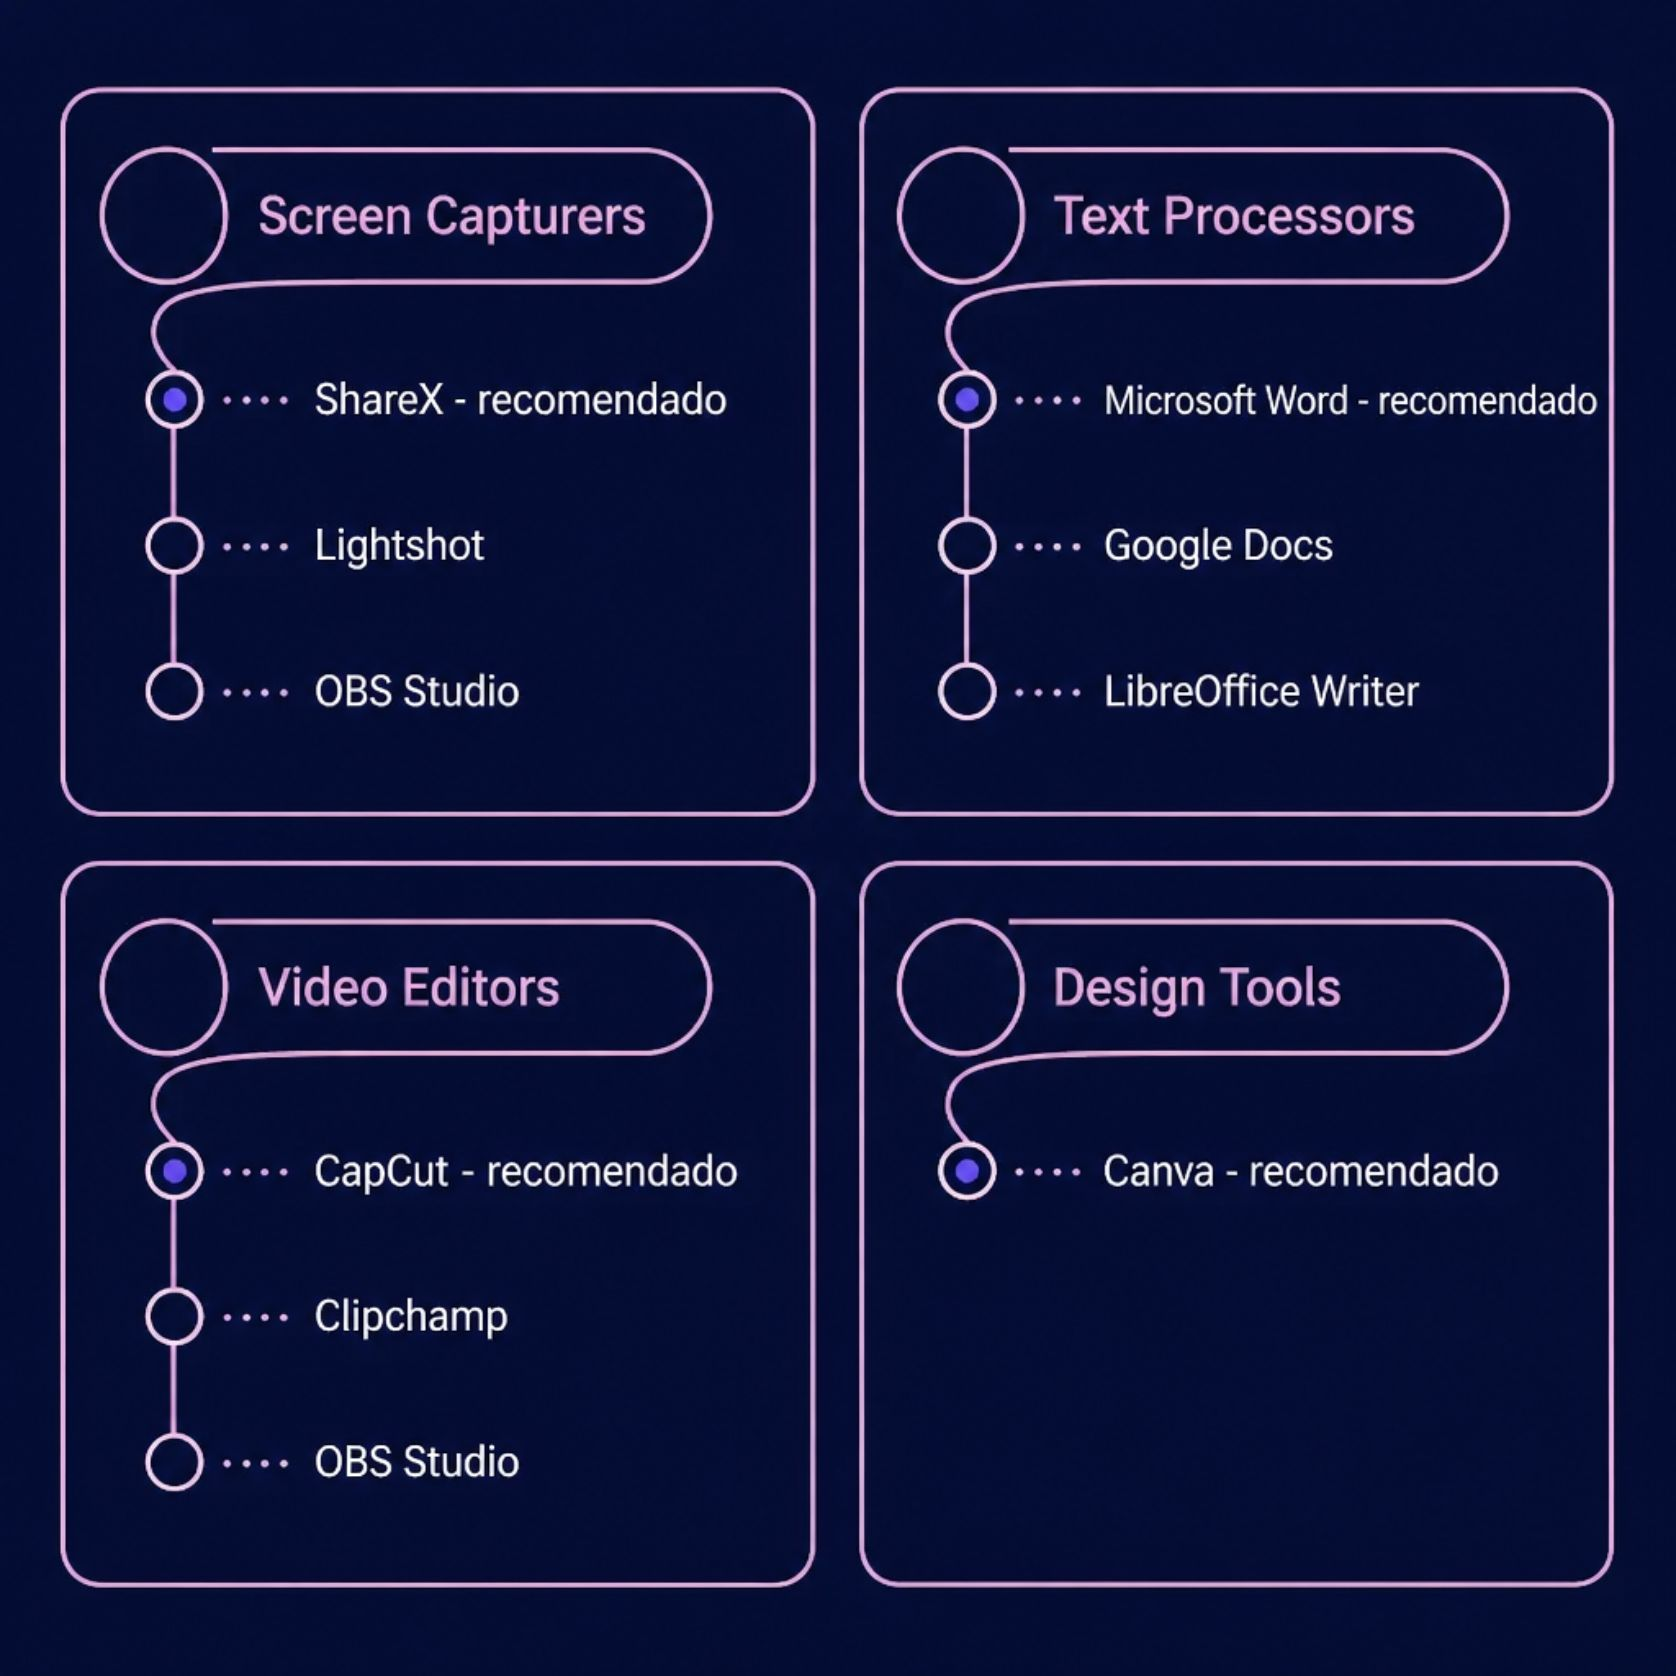 Screen Capturers
ShareX - recomendado
Lightshot
OBS Studio
Text Processors
Microsoft Word - recomendado
Google Docs
LibreOffice Writer
Video Editors
CapCut - recomendado
Clipchamp
OBS Studio
Design Tools
Canva - recomendado